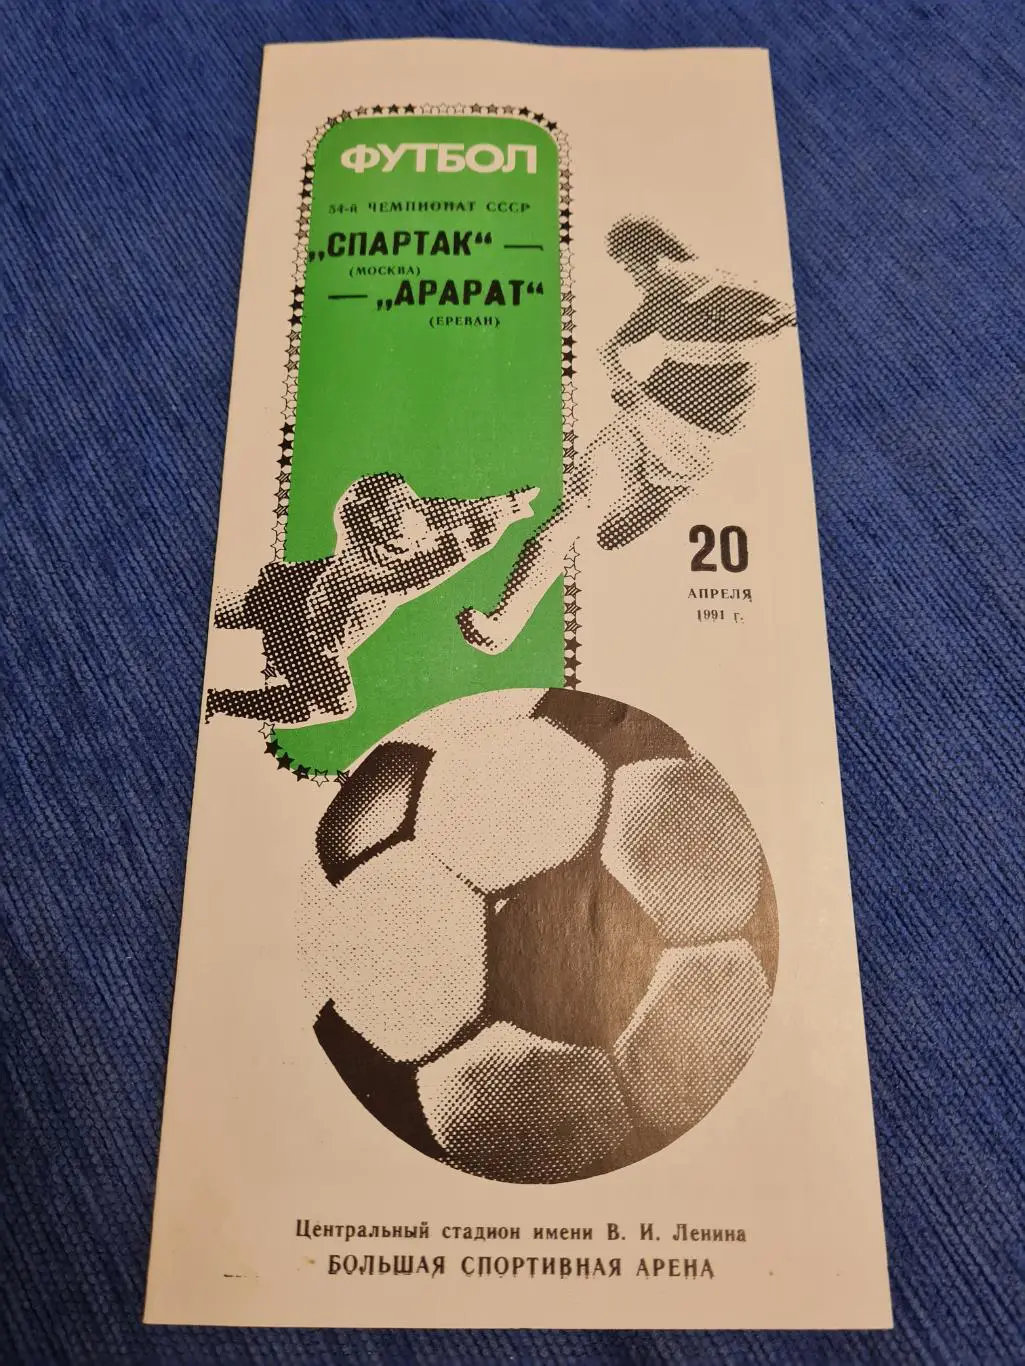 ФУТБОЛ
54-й ЧЕМПИОНАТ СССР
„СПАРТАК“ —
(МОСКВА)
— „АРАРАТ“
(ЕРЕВАН)
20
АПРЕЛЯ
1991 г.
Центральный стадион имени В. И. Ленина
БОЛЬШАЯ СПОРТИВНАЯ АРЕНА